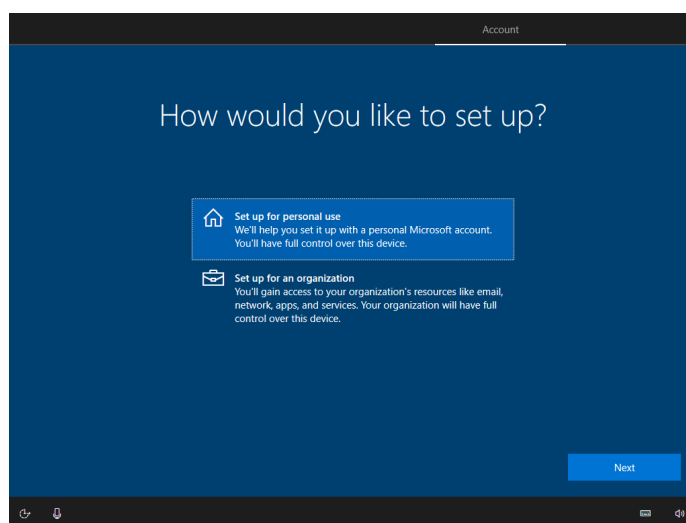 Account
How would you like to set up?
Set up for personal use
We'll help you set it up with a personal Microsoft account.
You'll have full control over this device.
Set up for an organization
You'll gain access to your organization's resources like email,
network, apps, and services. Your organization will have full
control over this device.
Next